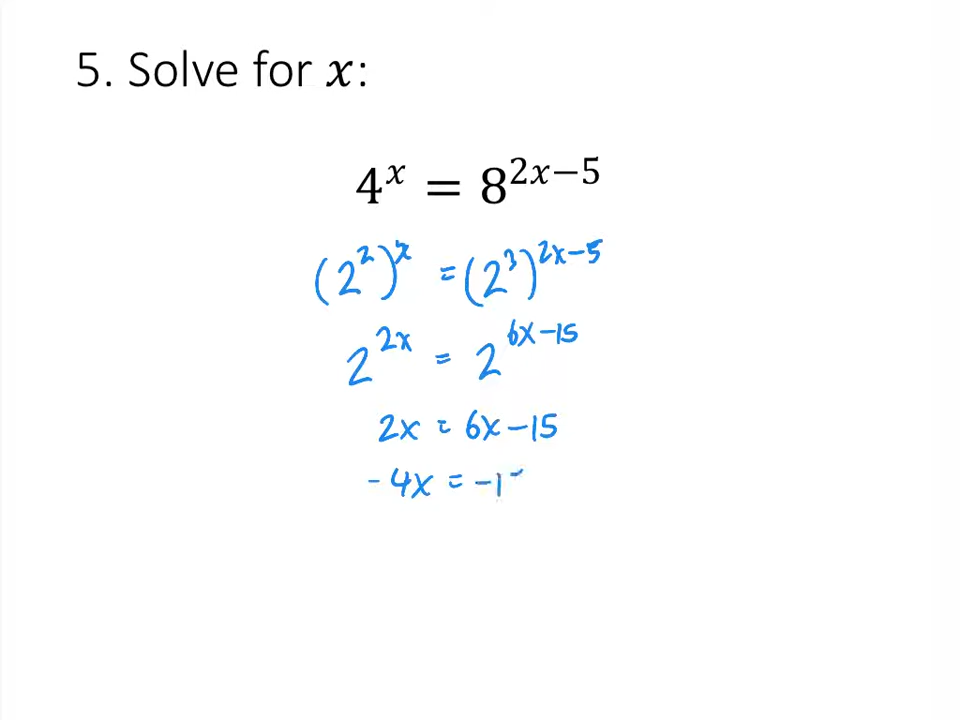 5. Solve for x:
4^x = 8^{2x−5}
(2^2)^x = (2^3)^{2x−5}
2^{2x} = 2^{6x−15}
2x = 6x−15
-4x = −1